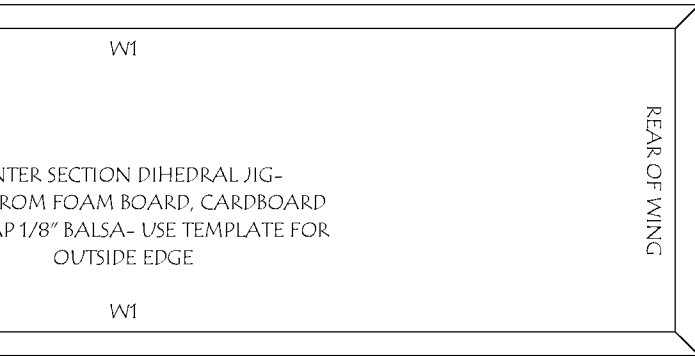 W1
NTER SECTION DIHEDRAL JIG-
ROM FOAM BOARD, CARDBOARD
AP 1/8" BALSA- USE TEMPLATE FOR
OUTSIDE EDGE
W1
REAR OF WING